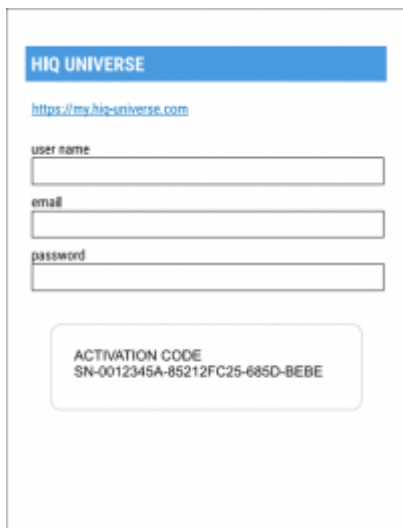 HIQ UNIVERSE
https://my.hiq-universe.com
user name
email
password
ACTIVATION CODE
SN-0012345A-85212FC25-685D-BEBE